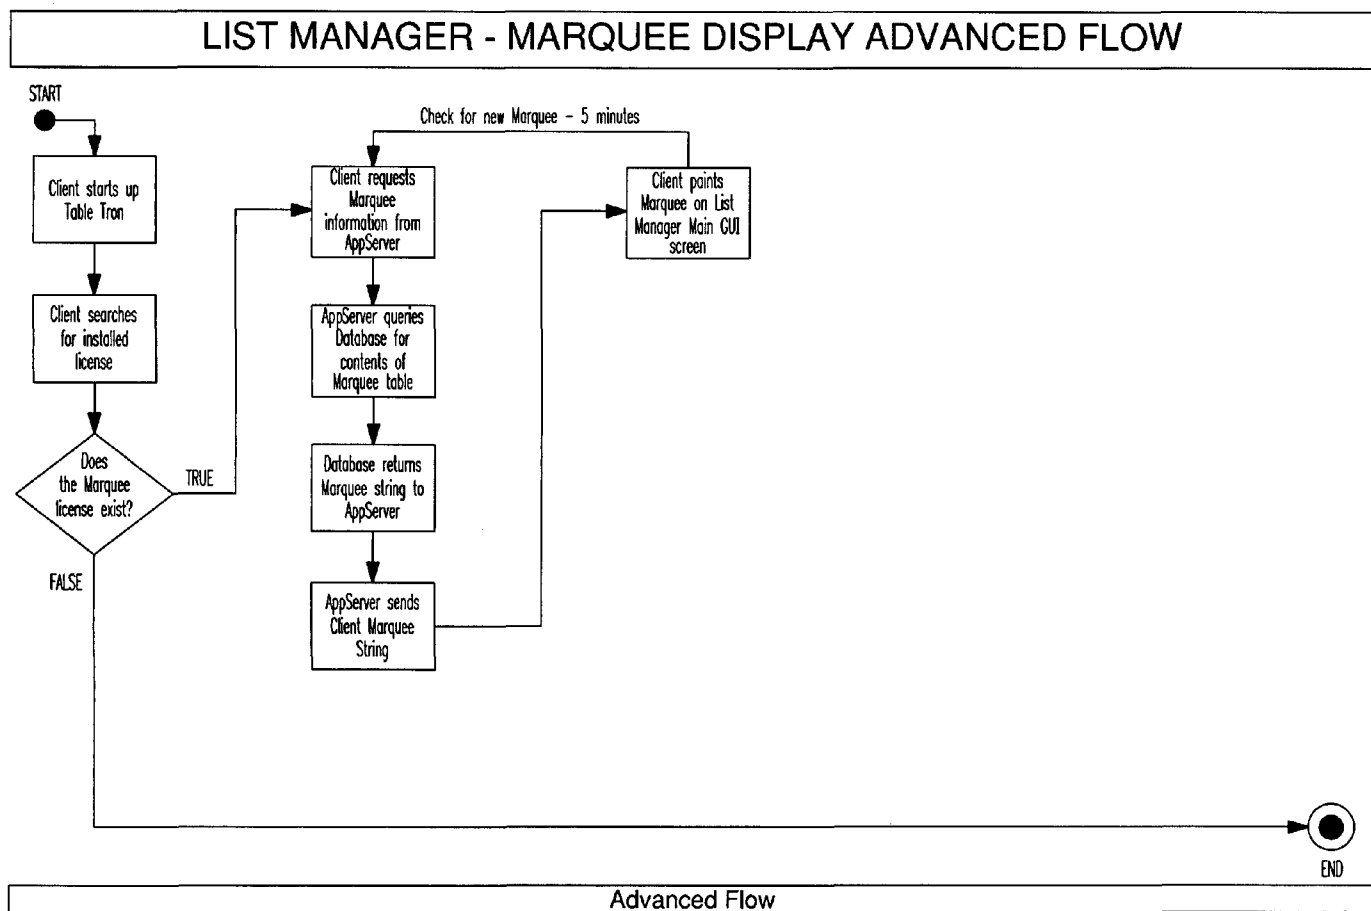 LIST MANAGER - MARQUEE DISPLAY ADVANCED FLOW
START
Client starts up
Table Tron
Client searches
for installed
license
Does
the Marquee
license exist?
TRUE
FALSE
Check for new Marquee - 5 minutes
Client requests
Marquee
information from
AppServer
AppServer queries
Database for
contents of
Marquee table
Database returns
Marquee string to
AppServer
AppServer sends
Client Marquee
String
Client paints
Marquee on List
Manager Main GUI
screen
END
Advanced Flow